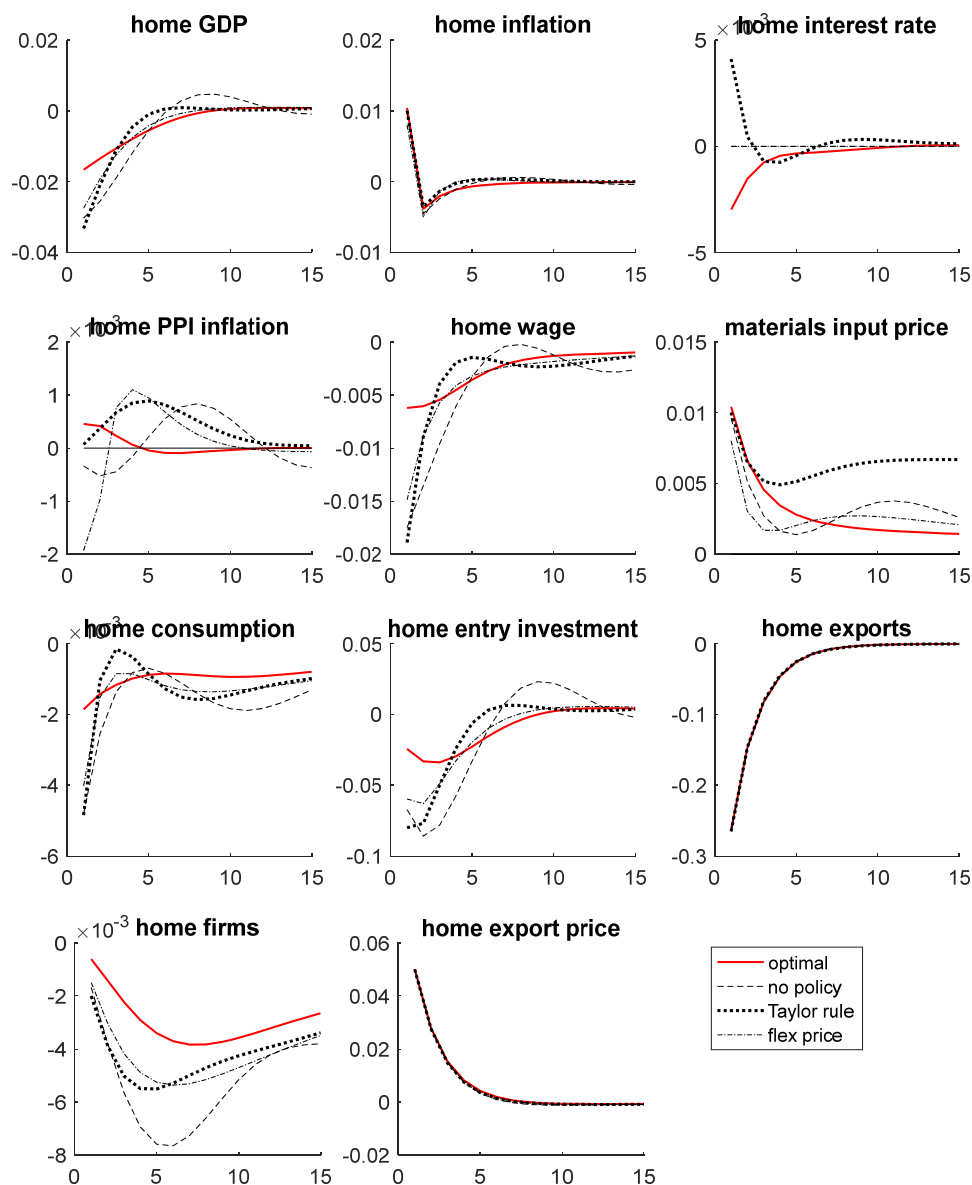 home GDP
0.02
0
-0.02
-0.04
0 5 10 15
home inflation
0.02
0.01
0
-0.01
0 5 10 15
× 10⁻³
home interest rate
5
0
-5
0 5 10 15
× 10⁻³
home PPI inflation
2
1
0
-1
-2
0 5 10 15
home wage
0
-0.005
-0.01
-0.015
-0.02
0 5 10 15
materials input price
0.015
0.01
0.005
0
0 5 10 15
× 10⁻³
home consumption
0
-2
-4
-6
0 5 10 15
home entry investment
0.05
0
-0.05
-0.1
0 5 10 15
home exports
0
-0.1
-0.2
-0.3
0 5 10 15
× 10⁻³
home firms
0
-2
-4
-6
-8
0 5 10 15
home export price
0.06
0.04
0.02
0
-0.02
0 5 10 15
optimal
no policy
Taylor rule
flex price